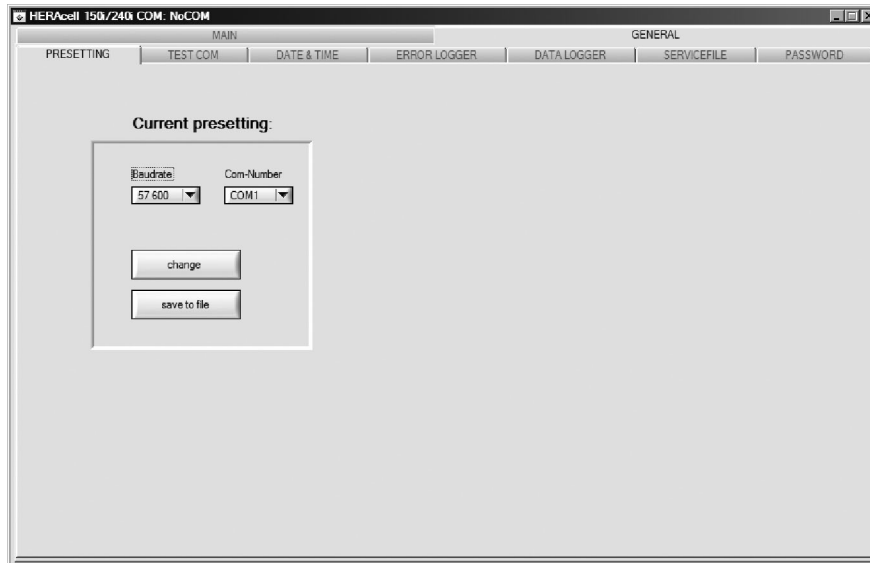 HERAcell 150i/240i COM: NoCOM
MAIN GENERAL
PRESETTING TEST COM DATE & TIME ERROR LOGGER DATA LOGGER SERVICEFILE PASSWORD
Current presetting:
Baudrate Com-Number
57 600 COM1
change
save to file